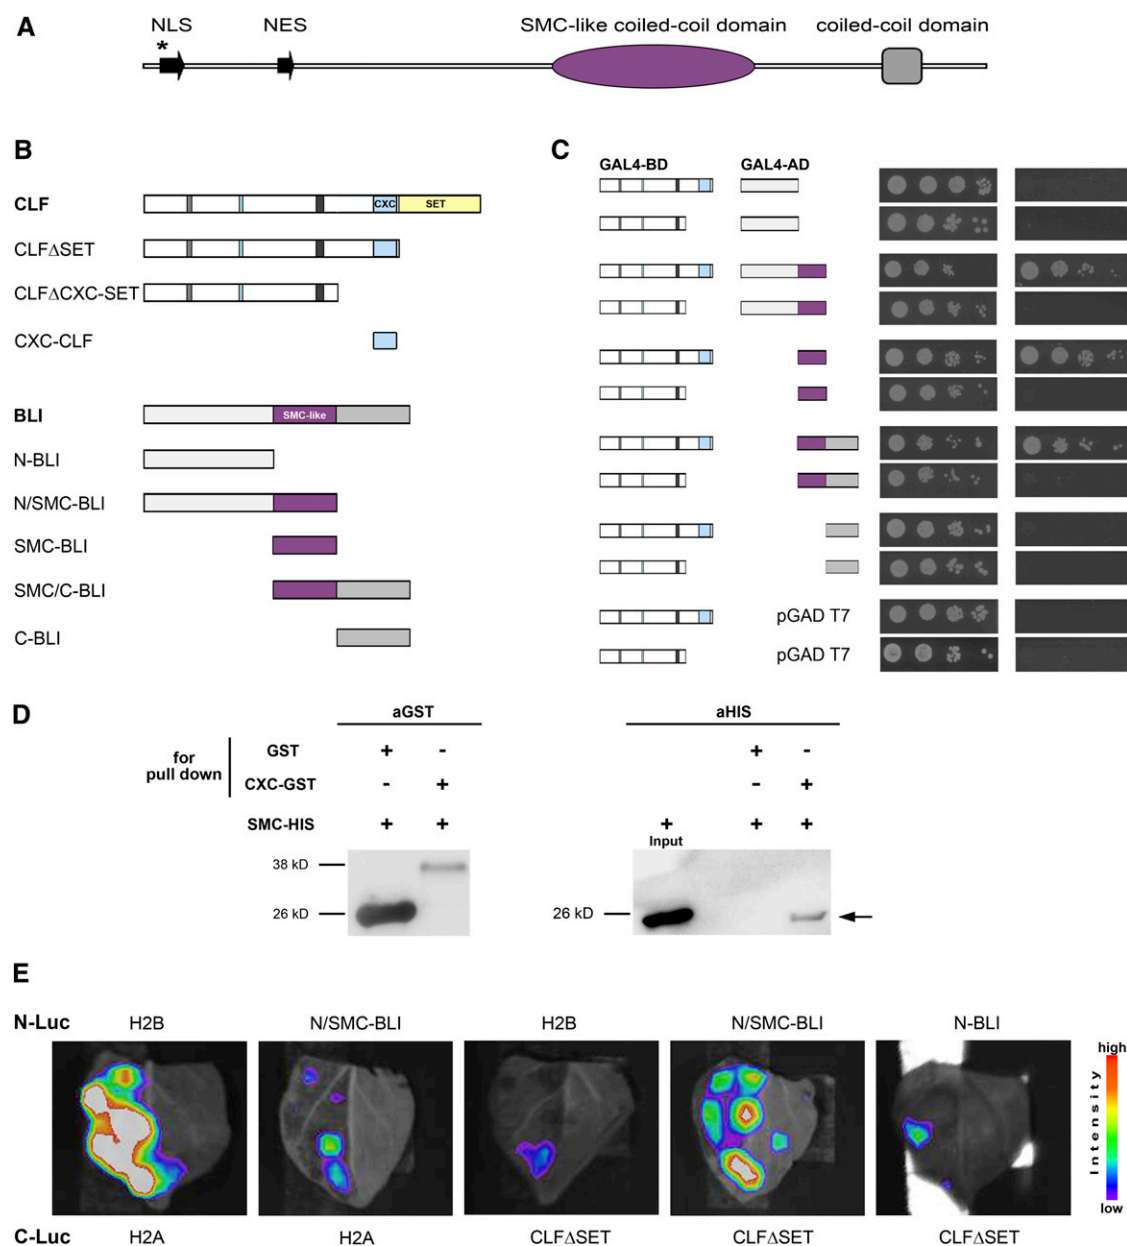 A
NLS
NES
SMC-like coiled-coil domain
coiled-coil domain
*
B
CLF
CXC
SET
CLFΔSET
CLFΔCXC-SET
CXC-CLF
BLI
SMC-like
N-BLI
N/SMC-BLI
SMC-BLI
SMC/C-BLI
C-BLI
C
GAL4-BD
GAL4-AD
pGAD T7
pGAD T7
D
aGST
aHIS
for
pull down
GST + - + -
CXC-GST - + - +
SMC-HIS + + + + +
Input
38 kD
26 kD
26 kD
E
N-Luc H2B N/SMC-BLI H2B N/SMC-BLI N-BLI
high
Intensity
low
C-Luc H2A H2A CLFΔSET CLFΔSET CLFΔSET